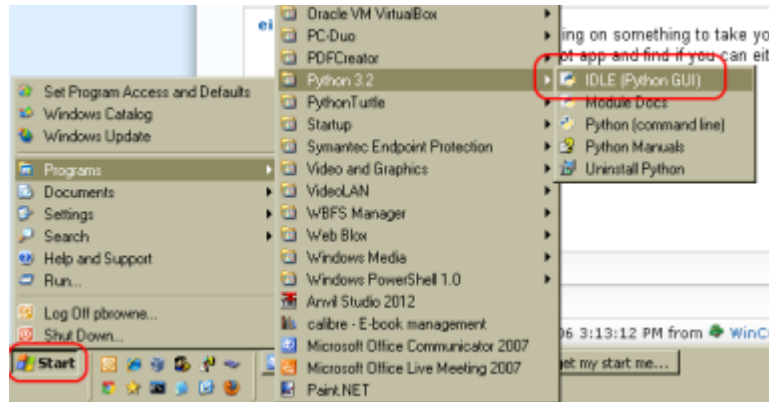 Set Program Access and Defaults
Windows Catalog
Windows Update
Programs
Documents
Settings
Search
Help and Support
Run...
Log Off pbrowne...
Shut Down...
Start
ei
Oracle VM VirtualBox
PC-Duo
PDFCreator
Python 3.2
PythonTurtle
Startup
Symantec Endpoint Protection
Video and Graphics
VideoLAN
WBFS Manager
Web Blox
Windows Media
Windows PowerShell 1.0
Anvil Studio 2012
calibre - E-book management
Microsoft Office Communicator 2007
Microsoft Office Live Meeting 2007
Paint.NET
ing on something to take yo
ot app and find if you can eit
IDLE (Python GUI)
Module Docs
Python (command line)
Python Manuals
Uninstall Python
06 3:13:12 PM from WinC
et my start me...